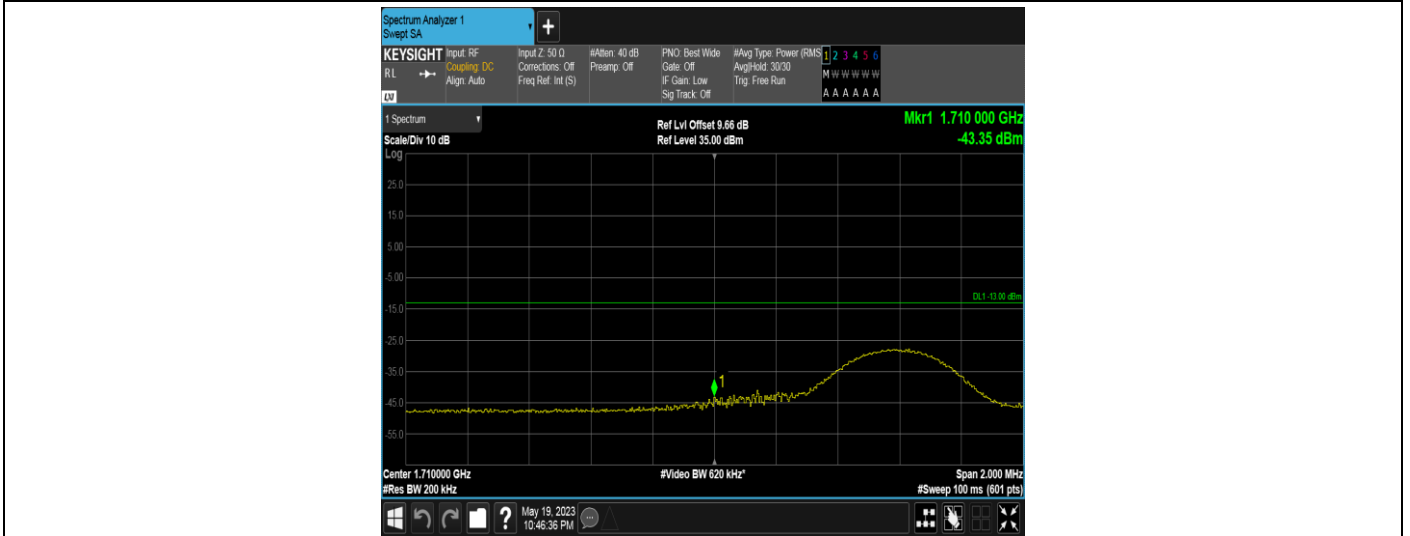 Spectrum Analyzer 1
Swept SA
+
KEYSIGHT Input: RF Input Z: 50 Ω #Atten: 40 dB PNO: Best Wide #Avg Type: Power (RMS 1 2 3 4 5 6
RL Coupling: DC Corrections: Off Preamp: Off Gate: Off Avg|Hold: 30/30 M W W W W W
Align: Auto Freq Ref: Int (S) IF Gain: Low Trig: Free Run
LXI Sig Track: Off A A A A A A
1 Spectrum Ref Lvl Offset 9.66 dB Mkr1 1.710 000 GHz
Scale/Div 10 dB Ref Level 35.00 dBm -43.35 dBm
Log
25.0
15.0
5.00
-5.00
DL1 -13.00 dBm
-15.0
-25.0
-35.0
1
-45.0
-55.0
Center 1.710000 GHz #Video BW 620 kHz* Span 2.000 MHz
#Res BW 200 kHz #Sweep 100 ms (601 pts)
? May 19, 2023
10:46:36 PM